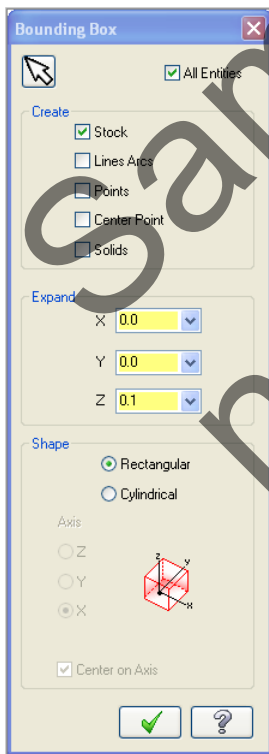 Bounding Box
All Entities
Create
Stock
Lines Arcs
Points
Center Point
Solids
Expand
X 0.0
Y 0.0
Z 0.1
Shape
Rectangular
Cylindrical
Axis
Z
Y
X
z
y
x
Center on Axis
?